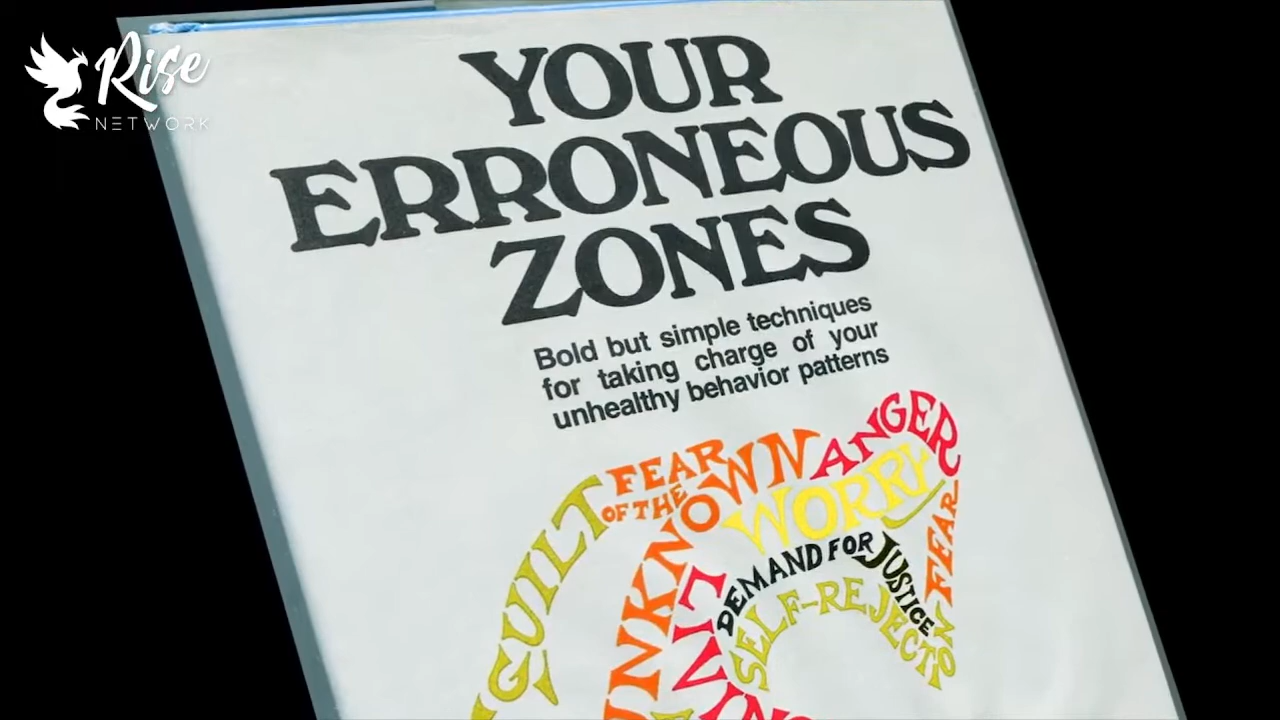 Rise
NETWORK
YOUR
ERRONEOUS
ZONES
Bold but simple techniques
for taking charge of your
unhealthy behavior patterns
GUILT
FEAR
OF THE
UNKNOWN
ANGER
WORRY
FEAR
DEMAND FOR
JUSTICE
SELF-REJECTON